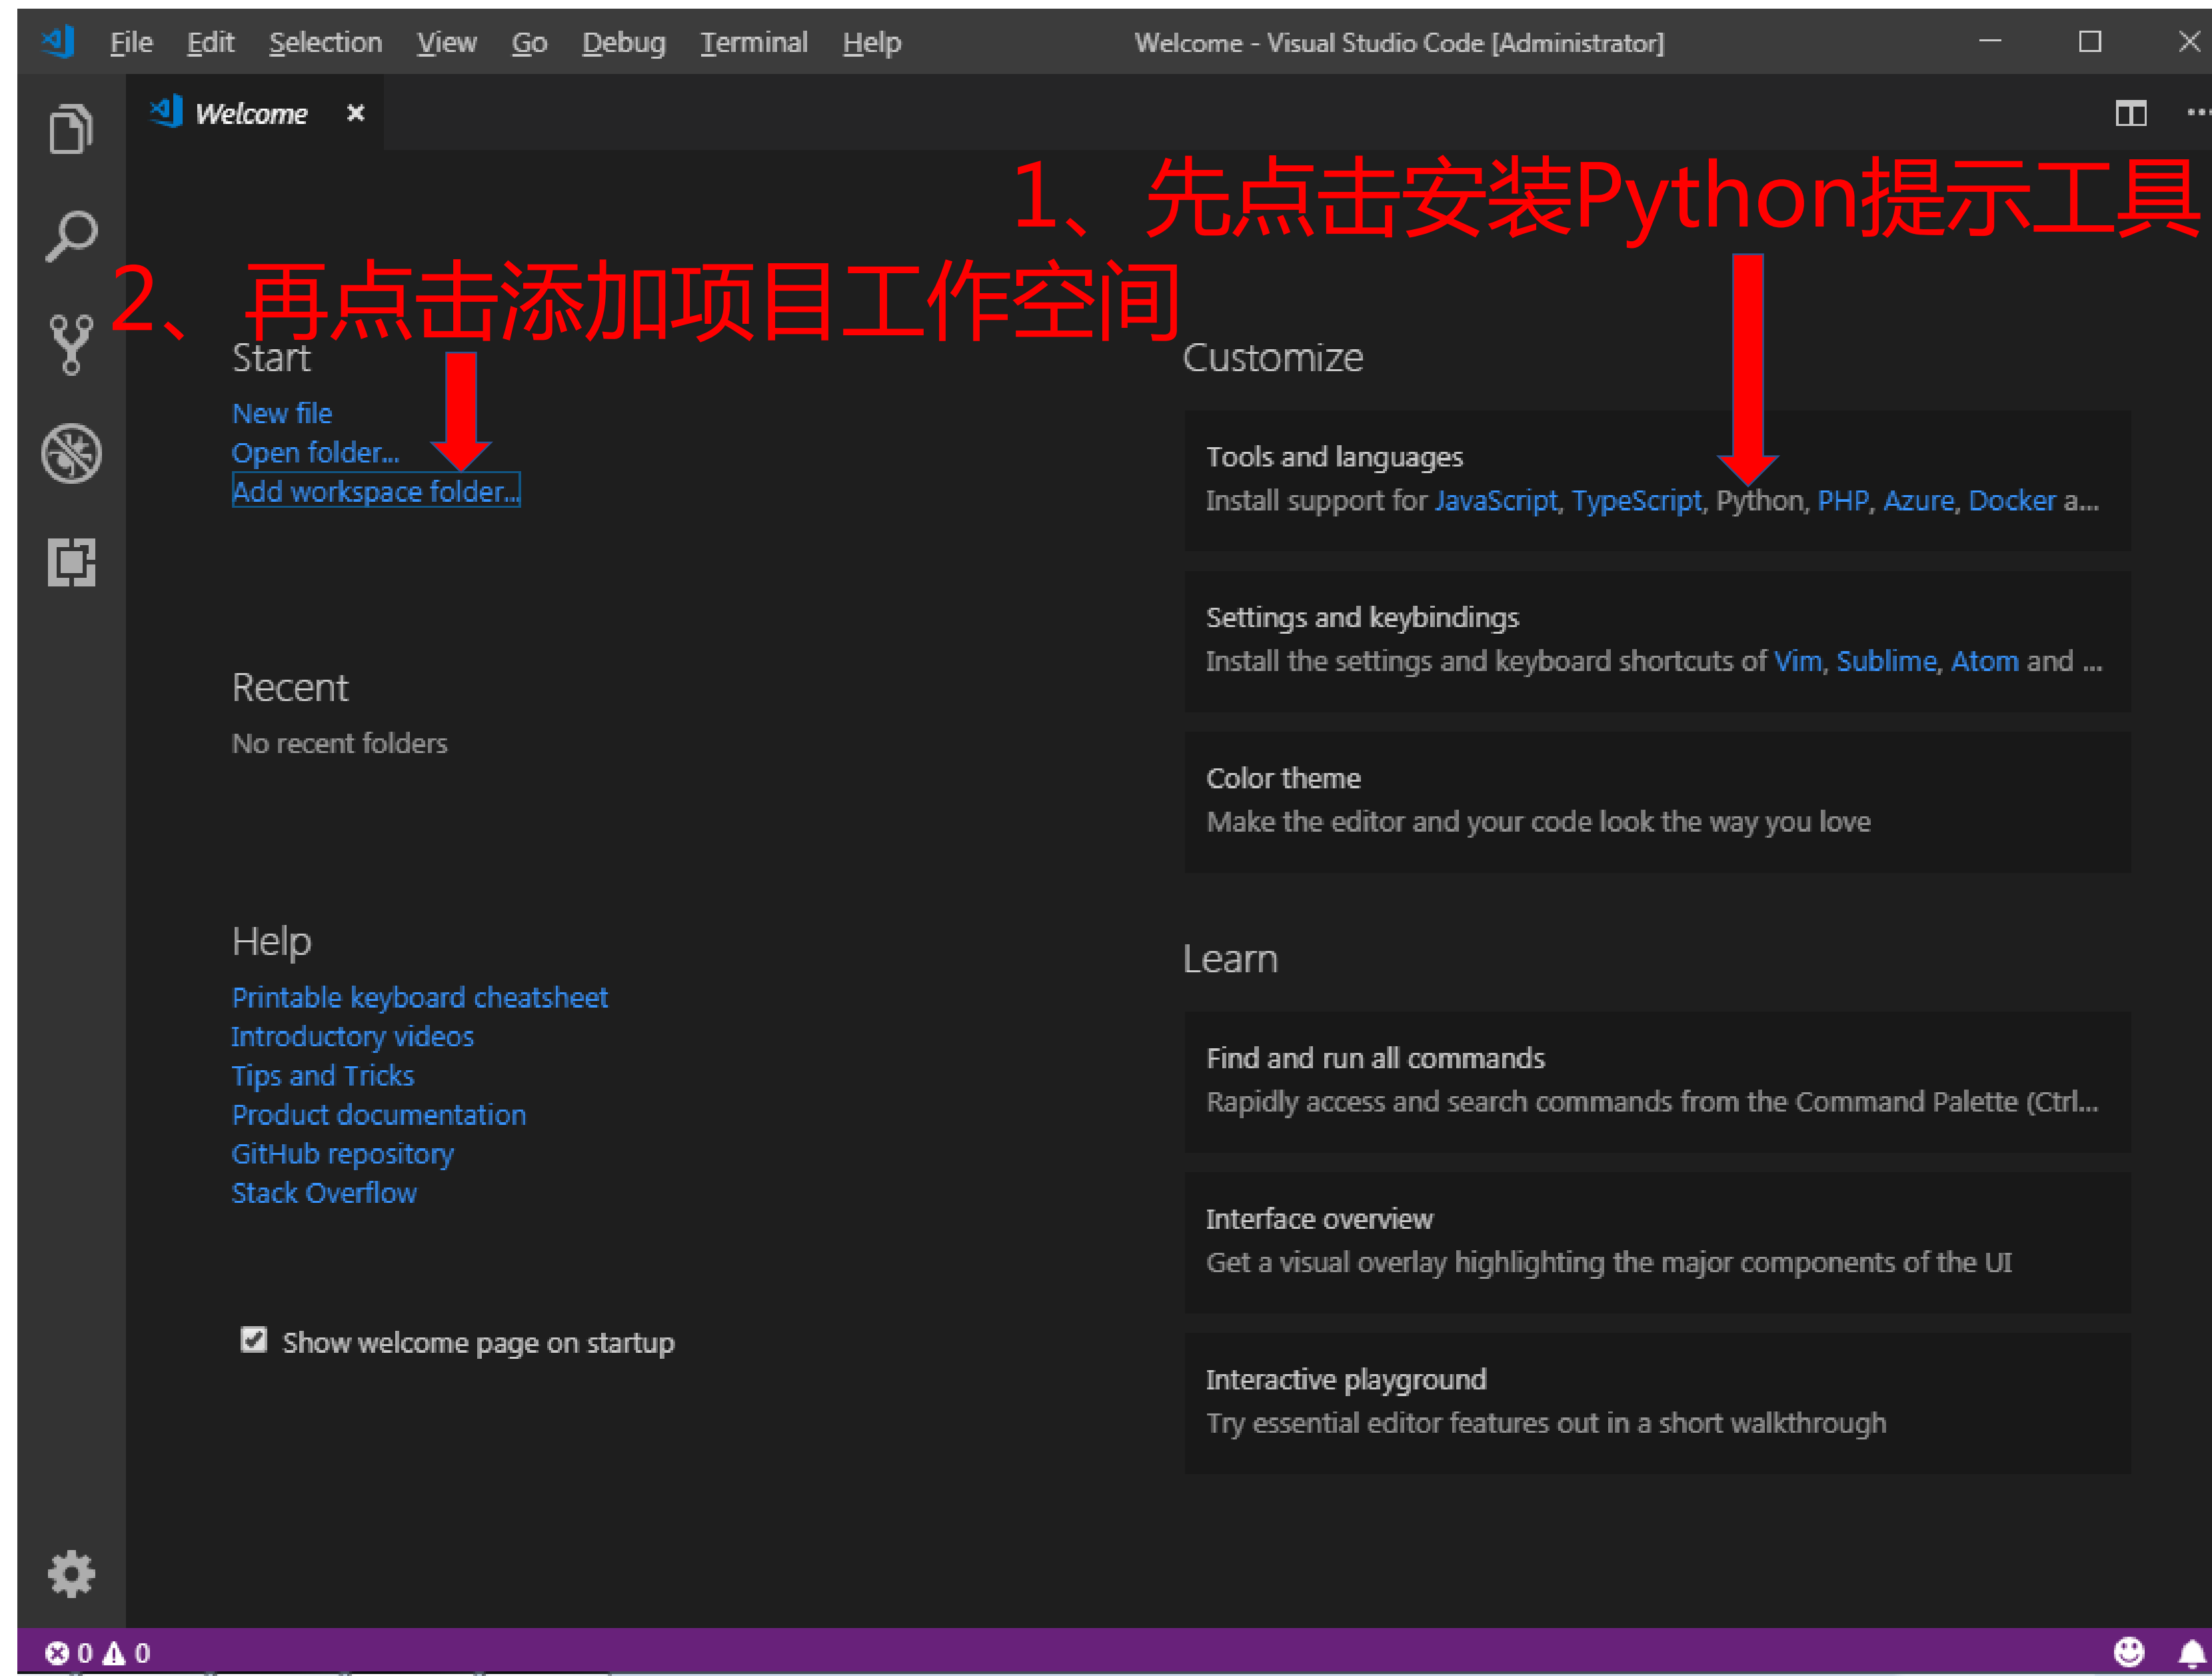 File Edit Selection View Go Debug Terminal Help Welcome - Visual Studio Code [Administrator]
Welcome
1、先点击安装Python提示工具
2、再点击添加项目工作空间
Start
New file
Open folder...
Add workspace folder...
Recent
No recent folders
Help
Printable keyboard cheatsheet
Introductory videos
Tips and Tricks
Product documentation
GitHub repository
Stack Overflow
Show welcome page on startup
Customize
Tools and languages
Install support for JavaScript, TypeScript, Python, PHP, Azure, Docker a...
Settings and keybindings
Install the settings and keyboard shortcuts of Vim, Sublime, Atom and ...
Color theme
Make the editor and your code look the way you love
Learn
Find and run all commands
Rapidly access and search commands from the Command Palette (Ctrl...
Interface overview
Get a visual overlay highlighting the major components of the UI
Interactive playground
Try essential editor features out in a short walkthrough
0 0